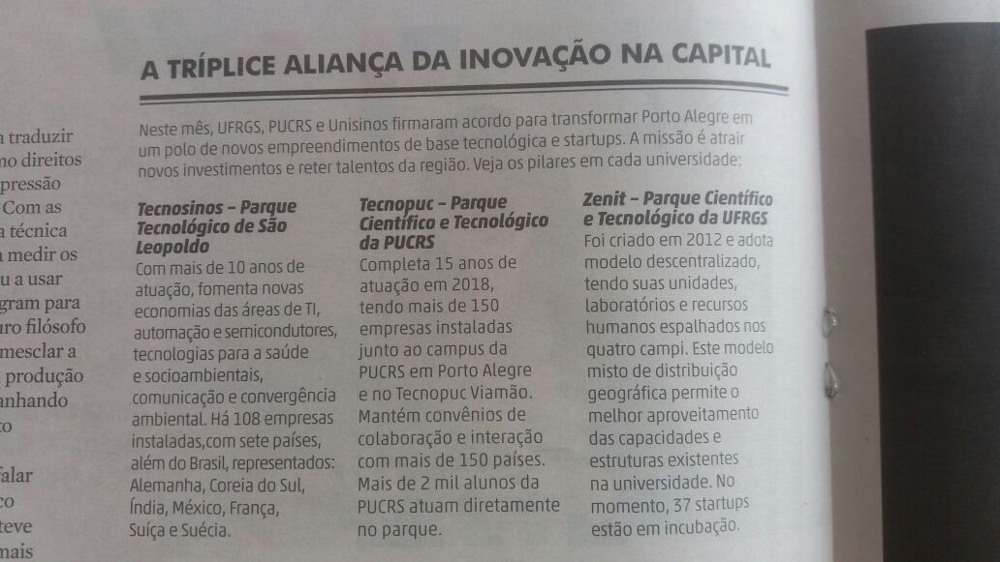 a traduzir
no direitos
pressão
Com as
a técnica
medir os
u a usar
gram para
uro filósofo
mesclar a
produção
anhando
to
falar
co
teve
mais
A TRÍPLICE ALIANÇA DA INOVAÇÃO NA CAPITAL
Neste mês, UFRGS, PUCRS e Unisinos firmaram acordo para transformar Porto Alegre em
um polo de novos empreendimentos de base tecnológica e startups. A missão é atrair
novos investimentos e reter talentos da região. Veja os pilares em cada universidade:
Tecnosinos – Parque
Tecnológico de São
Leopoldo
Com mais de 10 anos de
atuação, fomenta novas
economias das áreas de TI,
automação e semicondutores,
tecnologias para a saúde
e socioambientais,
comunicação e convergência
ambiental. Há 108 empresas
instaladas,com sete países,
além do Brasil, representados:
Alemanha, Coreia do Sul,
Índia, México, França,
Suíça e Suécia.
Tecnopuc – Parque
Científico e Tecnológico
da PUCRS
Completa 15 anos de
atuação em 2018,
tendo mais de 150
empresas instaladas
junto ao campus da
PUCRS em Porto Alegre
e no Tecnopuc Viamão.
Mantém convênios de
colaboração e interação
com mais de 150 países.
Mais de 2 mil alunos da
PUCRS atuam diretamente
no parque.
Zenit – Parque Científico
e Tecnológico da UFRGS
Foi criado em 2012 e adota
modelo descentralizado,
tendo suas unidades,
laboratórios e recursos
humanos espalhados nos
quatro campi. Este modelo
misto de distribuição
geográfica permite o
melhor aproveitamento
das capacidades e
estruturas existentes
na universidade. No
momento, 37 startups
estão em incubação.